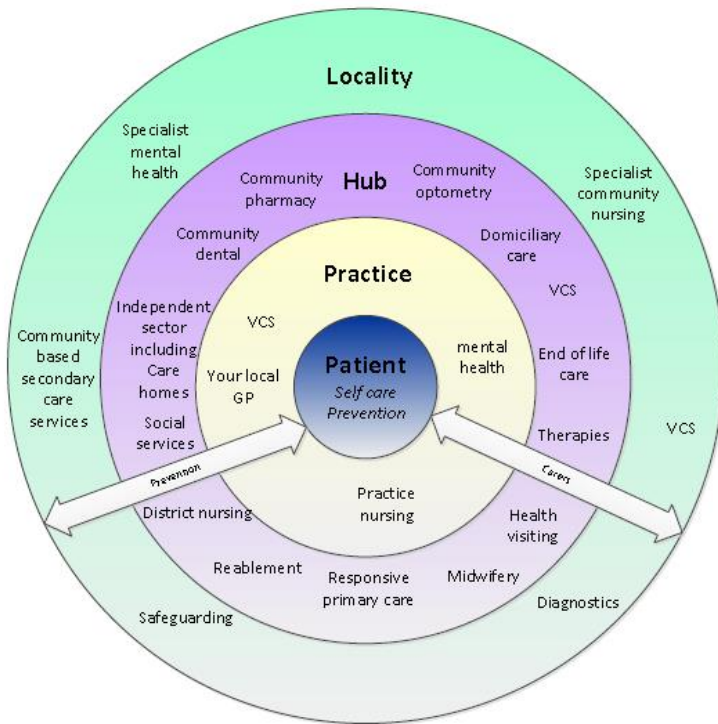 Locality
Specialist
mental
health
Specialist
community
nursing
Community
based
secondary
care
services
VCS
Safeguarding
Diagnostics
Hub
Community
pharmacy
Community
optometry
Community
dental
Domiciliary
care
VCS
Independent
sector
including
Care
homes
End of life
care
Social
services
Therapies
District nursing
Health
visiting
Reablement
Responsive
primary care
Midwifery
Practice
VCS
mental
health
Your local
GP
Practice
nursing
Patient
Self care
Prevention
Prevention
Carers